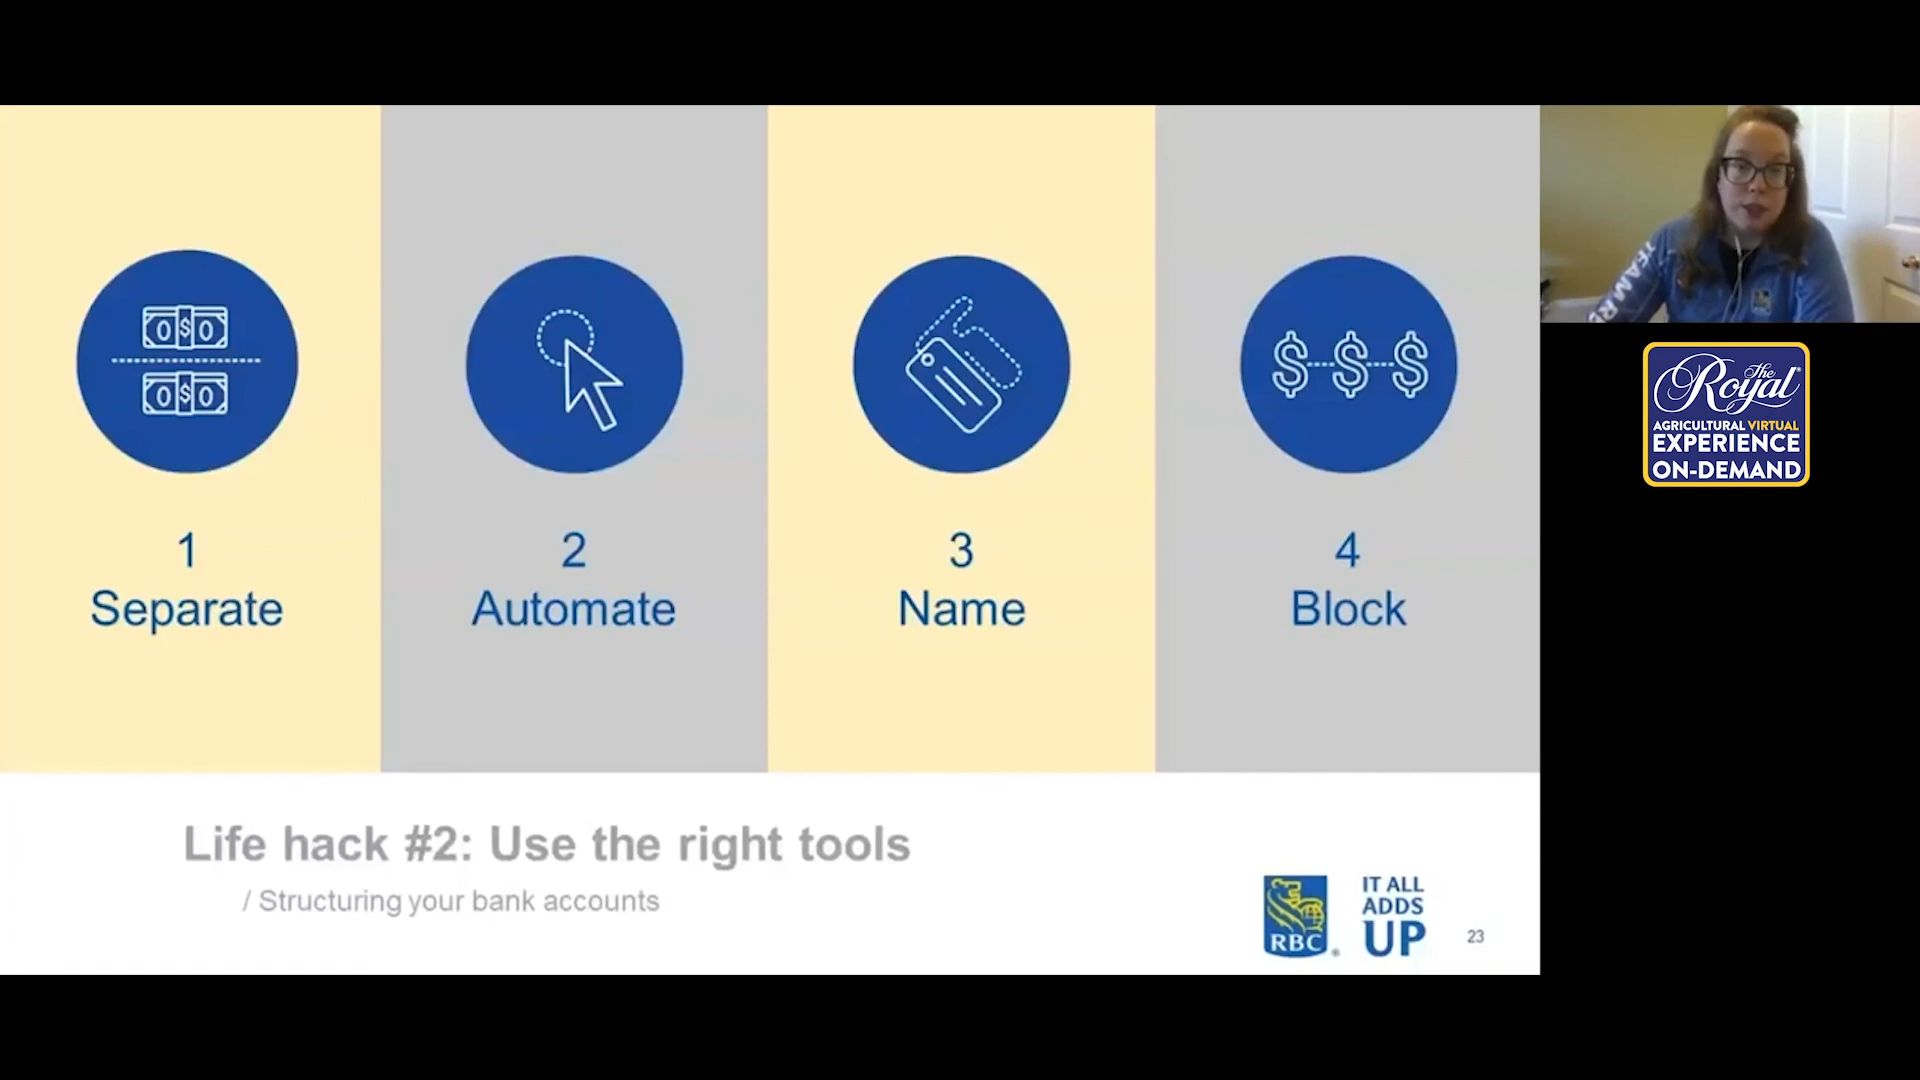 1
Separate
2
Automate
3
Name
4
Block
Life hack #2: Use the right tools
/ Structuring your bank accounts
RBC
®
IT ALL
ADDS
UP
23
TEAM R
The
Royal
AGRICULTURAL VIRTUAL
EXPERIENCE
ON-DEMAND